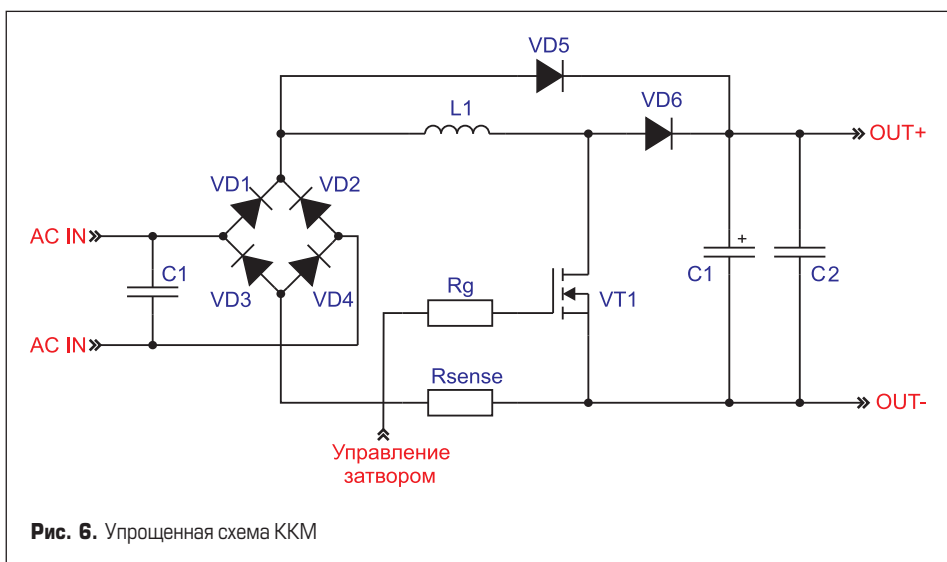 VD5
L1
VD6
OUT+
VD1
VD2
AC IN
C1
VD3
VD4
Rg
VT1
+
C1
C2
AC IN
Rsense
OUT-
Управление
затвором
Рис. 6. Упрощенная схема ККМ